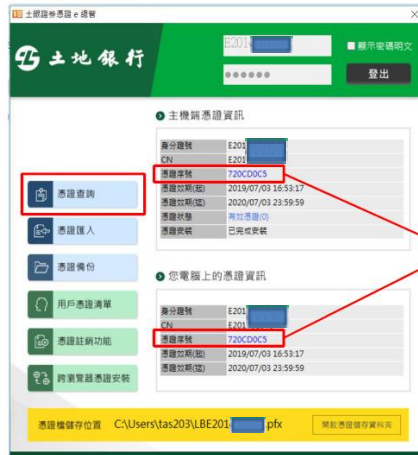 土銀證券憑證 e 總管
土地銀行
E201
●●●●●●
顯示密碼明文
登出
主機端憑證資訊
身分證號 E201
CN E201
憑證序號 720CD0C5
憑證效期(起) 2019/07/03 16:53:17
憑證效期(迄) 2020/07/03 23:59:59
憑證狀態 有效憑證(0)
憑證安裝 已完成安裝
憑證查詢
憑證匯入
憑證備份
用戶憑證清單
憑證註銷功能
跨瀏覽器憑證安裝
您電腦上的憑證資訊
身分證號 E201
CN E201
憑證序號 720CD0C5
憑證效期(起) 2019/07/03 16:53:17
憑證效期(迄) 2020/07/03 23:59:59
憑證檔儲存位置 C:\Users\tas203\LBE201 .pfx
開啟憑證儲存資料夾